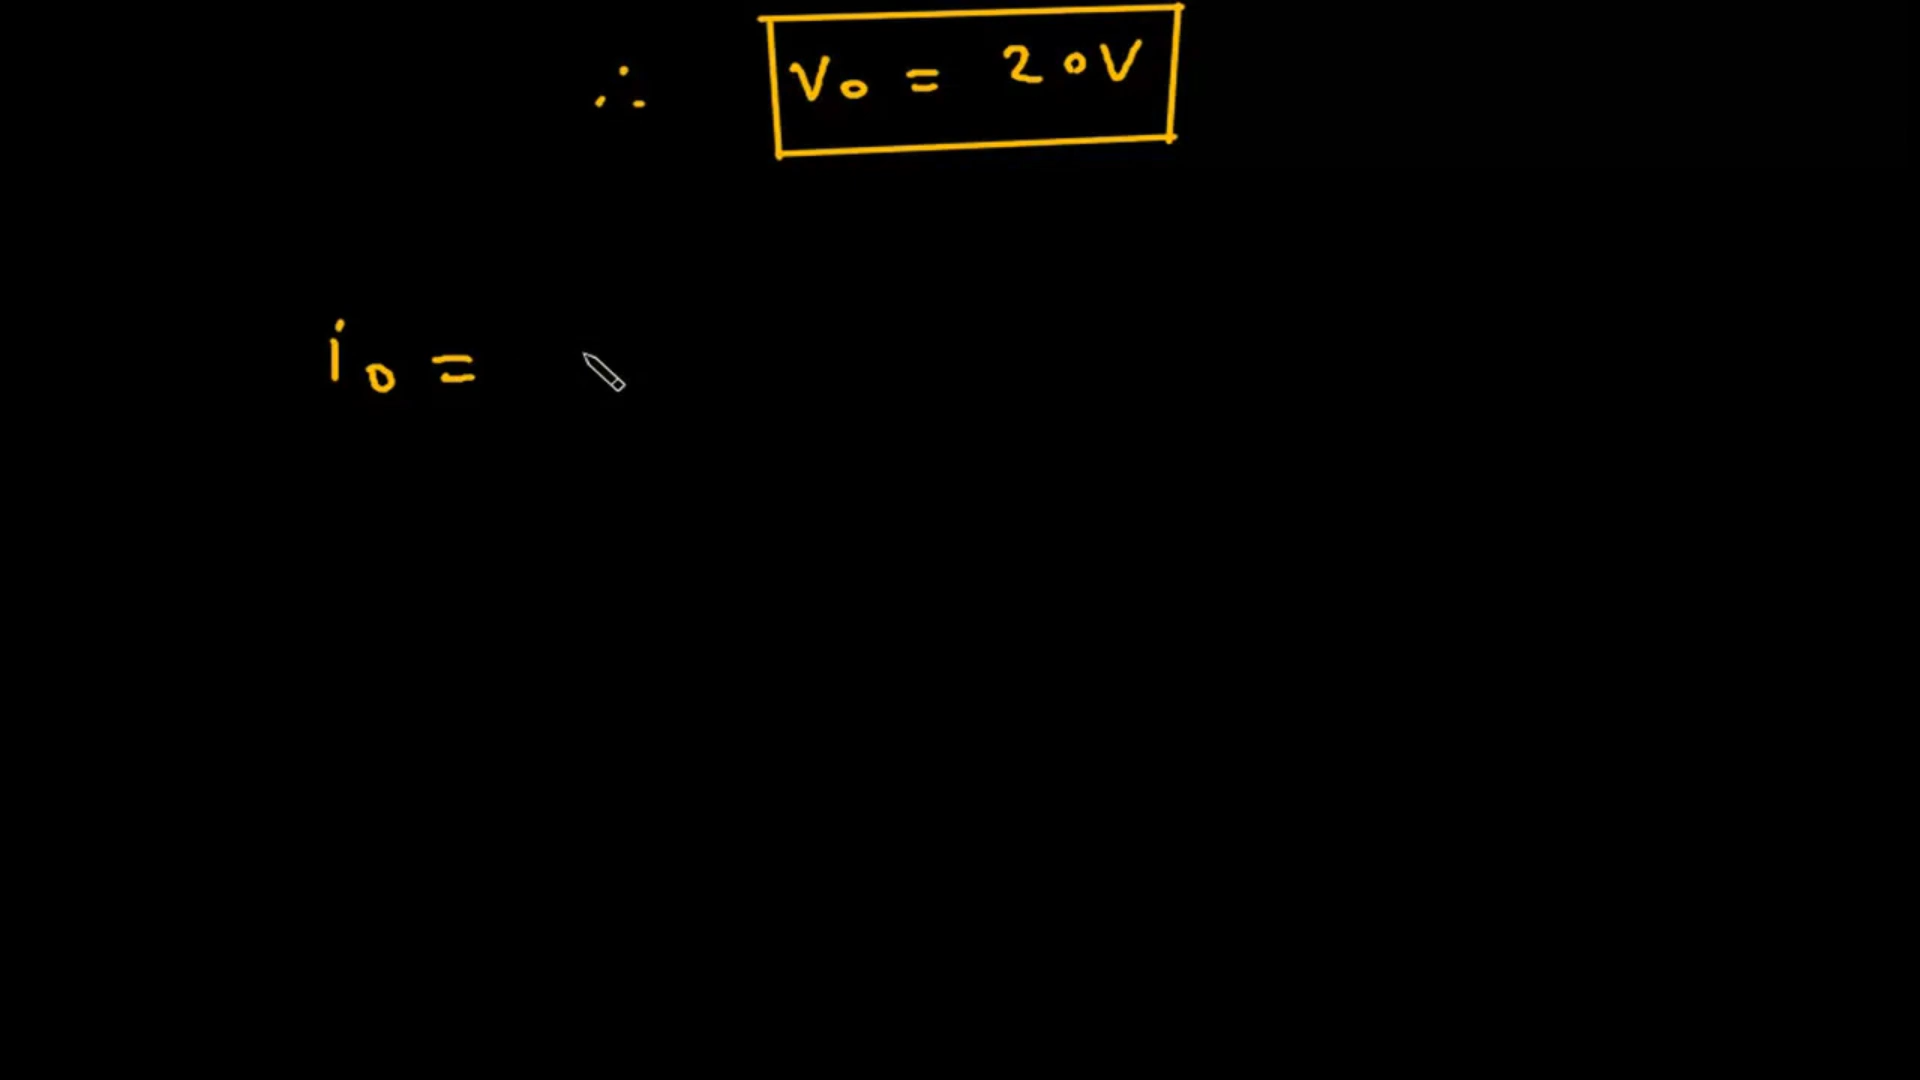 ∴ V₀ = 20V
i₀ =